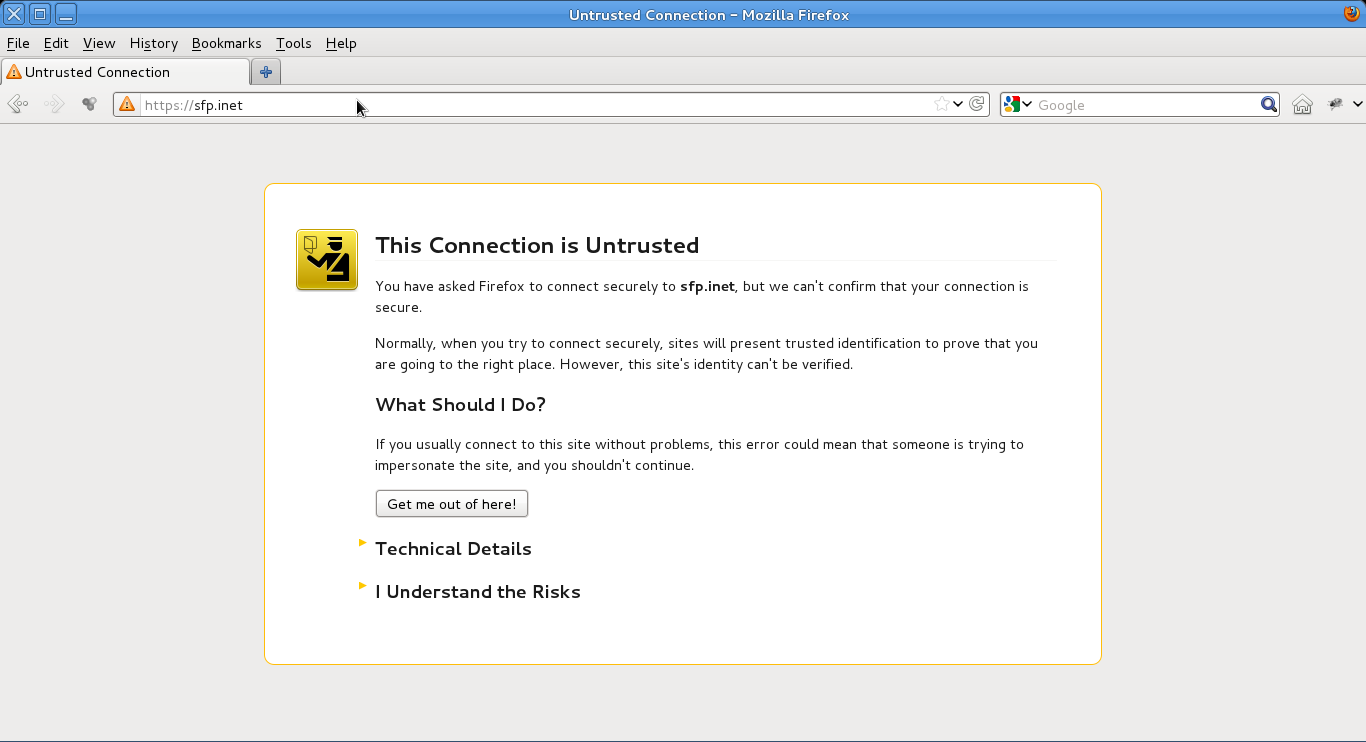 Untrusted Connection - Mozilla Firefox
File Edit View History Bookmarks Tools Help
Untrusted Connection
https://sfp.inet
Google
This Connection is Untrusted
You have asked Firefox to connect securely to sfp.inet, but we can't confirm that your connection is
secure.
Normally, when you try to connect securely, sites will present trusted identification to prove that you
are going to the right place. However, this site's identity can't be verified.
What Should I Do?
If you usually connect to this site without problems, this error could mean that someone is trying to
impersonate the site, and you shouldn't continue.
Get me out of here!
Technical Details
I Understand the Risks